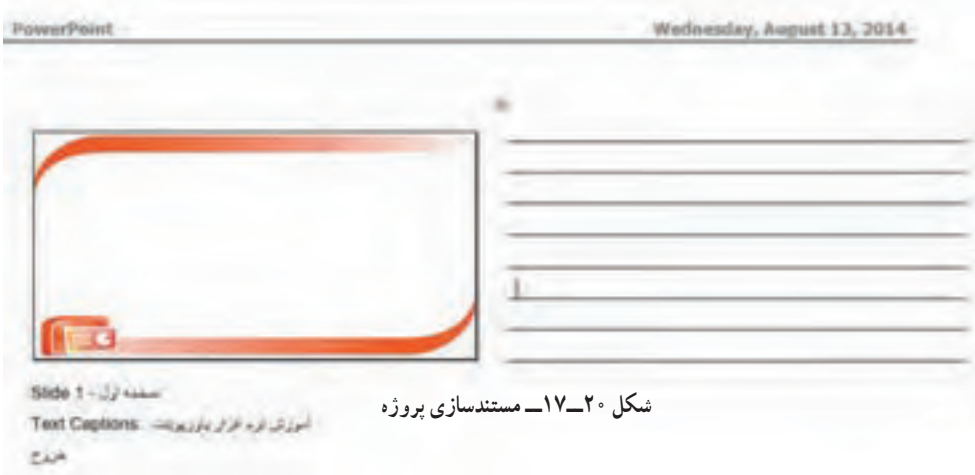 PowerPoint
Wednesday, August 13, 2014
Slide 1 - صفحه اول
Text Captions: آموزش نرم افزار پاورپوینت
خروج
شکل ۲۰ــ۱۷ــ مستندسازی پروژه